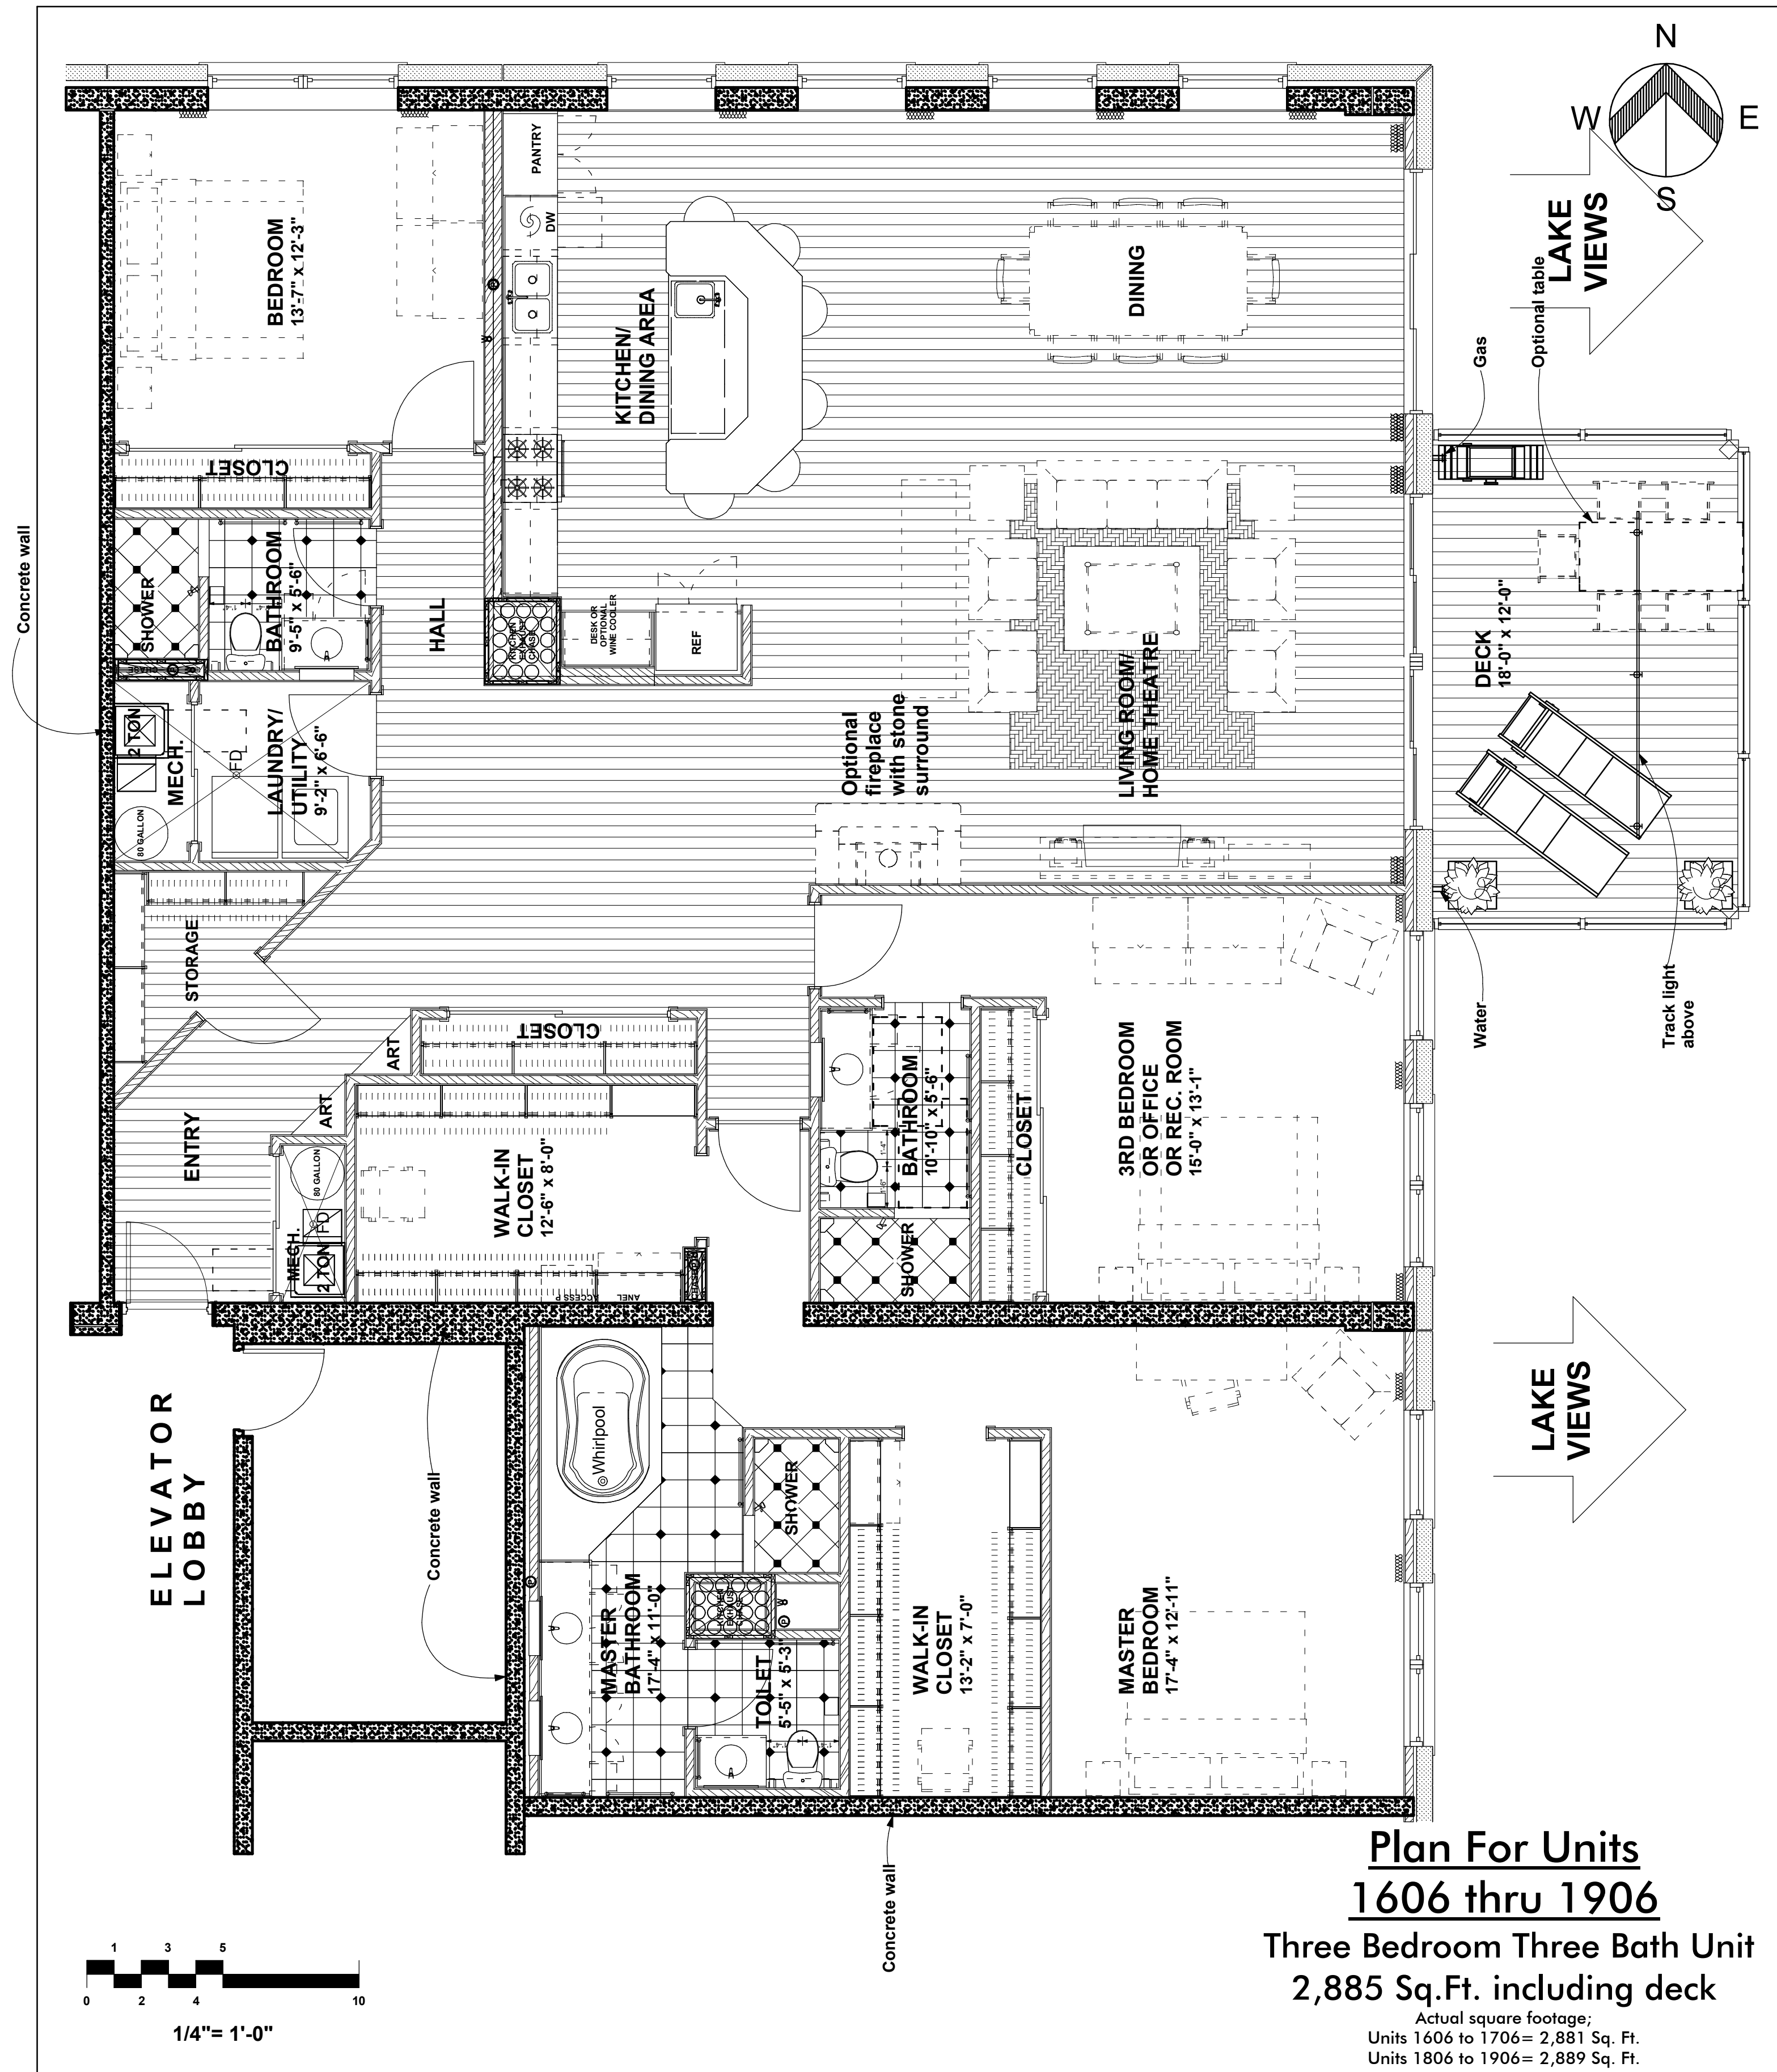 N
W
E
S
LAKE
VIEWS
Optional table
Gas
PANTRY
DW
BEDROOM
13'-7" x 12'-3"
KITCHEN/
DINING AREA
DINING
CLOSET
Concrete wall
SHOWER
BATHROOM
9'-5" x 5'-6"
HALL
KITCHEN
EXHAUST
CHASE
DESK OR
OPTIONAL
WINE COOLER
REF
CHASE
2 TON
MECH.
80 GALLON
FD
LAUNDRY/
UTILITY
9'-2" x 6'-6"
Optional
fireplace
with stone
surround
LIVING ROOM/
HOME THEATRE
DECK
18'-0" x 12'-0"
STORAGE
Water
Track light
above
ENTRY
ART
ART
CLOSET
MECH.
2 TON
FD
80 GALLON
WALK-IN
CLOSET
12'-6" x 8'-0"
ACCESS P
ANEL
BATHROOM
10'-10" x 5'-6"
SHOWER
CLOSET
3RD BEDROOM
OR OFFICE
OR REC. ROOM
15'-0" x 13'-1"
ELEVATOR
LOBBY
Concrete wall
Whirlpool
SHOWER
MASTER
BATHROOM
17'-4" x 11'-0"
KITCHEN
EXHAUST
CHASE
TOILET
5'-5" x 5'-3"
WALK-IN
CLOSET
13'-2" x 7'-0"
MASTER
BEDROOM
17'-4" x 12'-11"
LAKE
VIEWS
Concrete wall
Plan For Units
1606 thru 1906
Three Bedroom Three Bath Unit
2,885 Sq.Ft. including deck
Actual square footage;
Units 1606 to 1706= 2,881 Sq. Ft.
Units 1806 to 1906= 2,889 Sq. Ft.
1 3 5
0 2 4 10
1/4"= 1'-0"